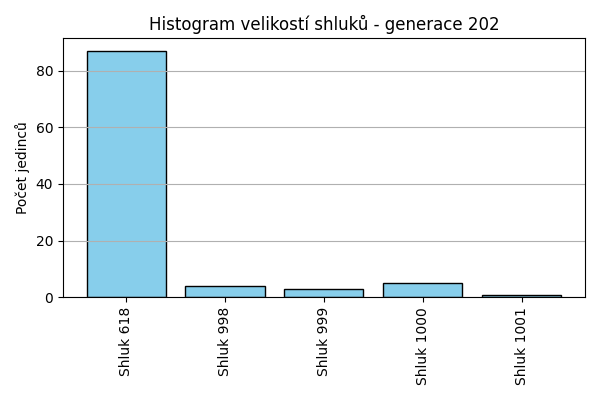 Histogram velikostí shluků - generace 202
Počet jedinců
80
60
40
20
0
Shluk 618
Shluk 998
Shluk 999
Shluk 1000
Shluk 1001